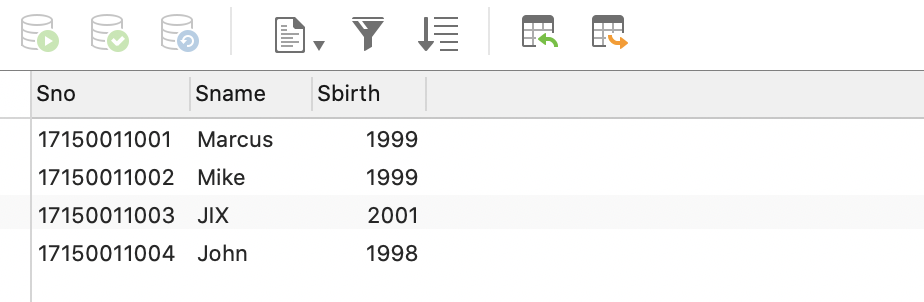 Sno Sname Sbirth
17150011001 Marcus 1999
17150011002 Mike 1999
17150011003 JIX 2001
17150011004 John 1998